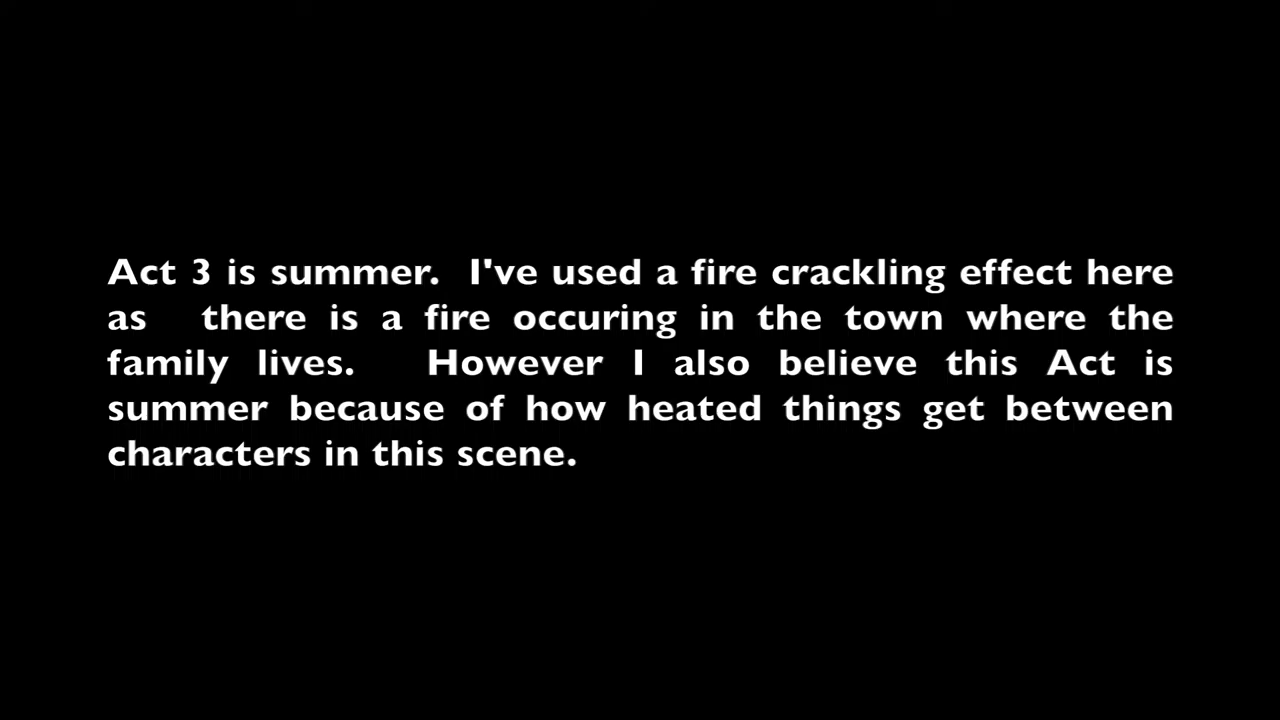 Act 3 is summer.  I've used a fire crackling effect here
as   there is a fire occuring in the town where the
family lives.   However I also believe this Act is
summer because of how heated things get between
characters in this scene.